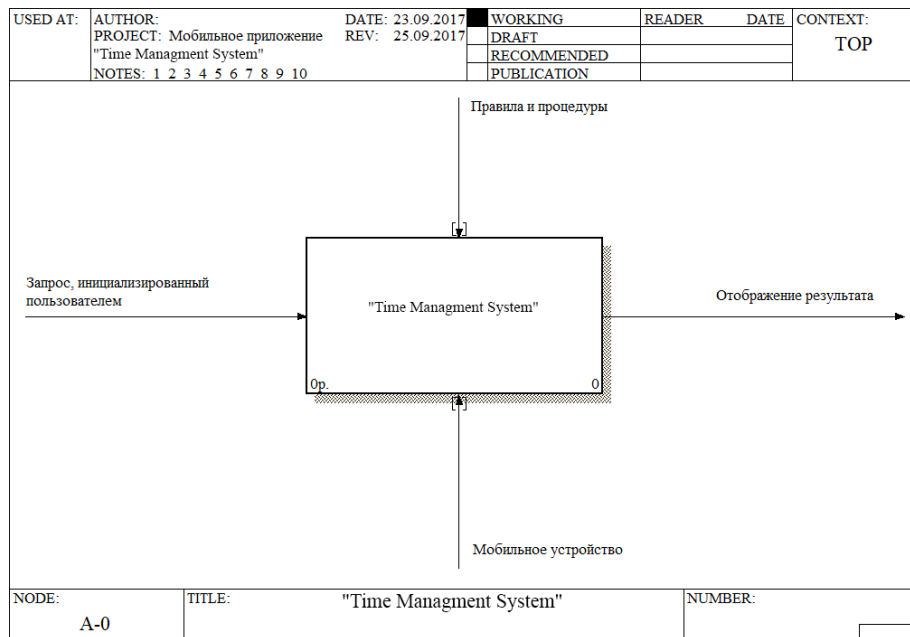 USED AT:
AUTHOR:
DATE: 23.09.2017
PROJECT: Мобильное приложение
REV: 25.09.2017
"Time Managment System"
NOTES: 1 2 3 4 5 6 7 8 9 10
WORKING
DRAFT
RECOMMENDED
PUBLICATION
READER DATE
CONTEXT:
TOP
Правила и процедуры
Запрос, инициализированный
пользователем
"Time Managment System"
0р.
0
Отображение результата
Мобильное устройство
NODE:
A-0
TITLE:
"Time Managment System"
NUMBER: